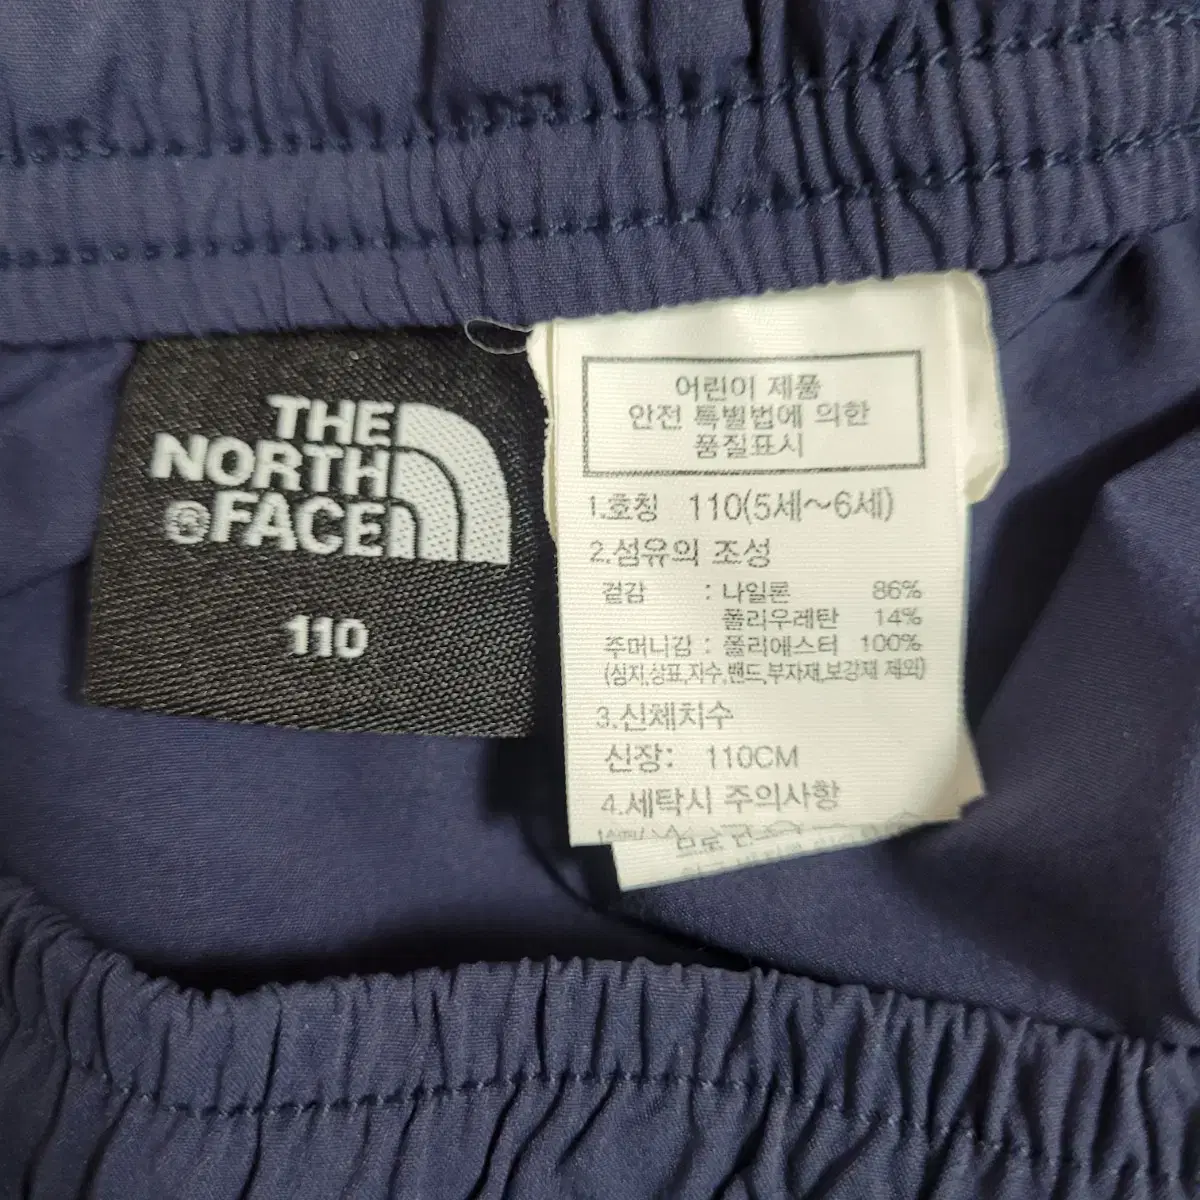 THE
NORTH
FACE
110
어린이 제품
안전 특별법에 의한
품질표시
1.호칭 110(5세~6세)
2.섬유의 조성
겉감 : 나일론 86%
폴리우레탄 14%
주머니감 : 폴리에스터 100%
(심지,상표,자수,밴드,부자재,보강재 제외)
3.신체치수
신장: 110CM
4.세탁시 주의사항